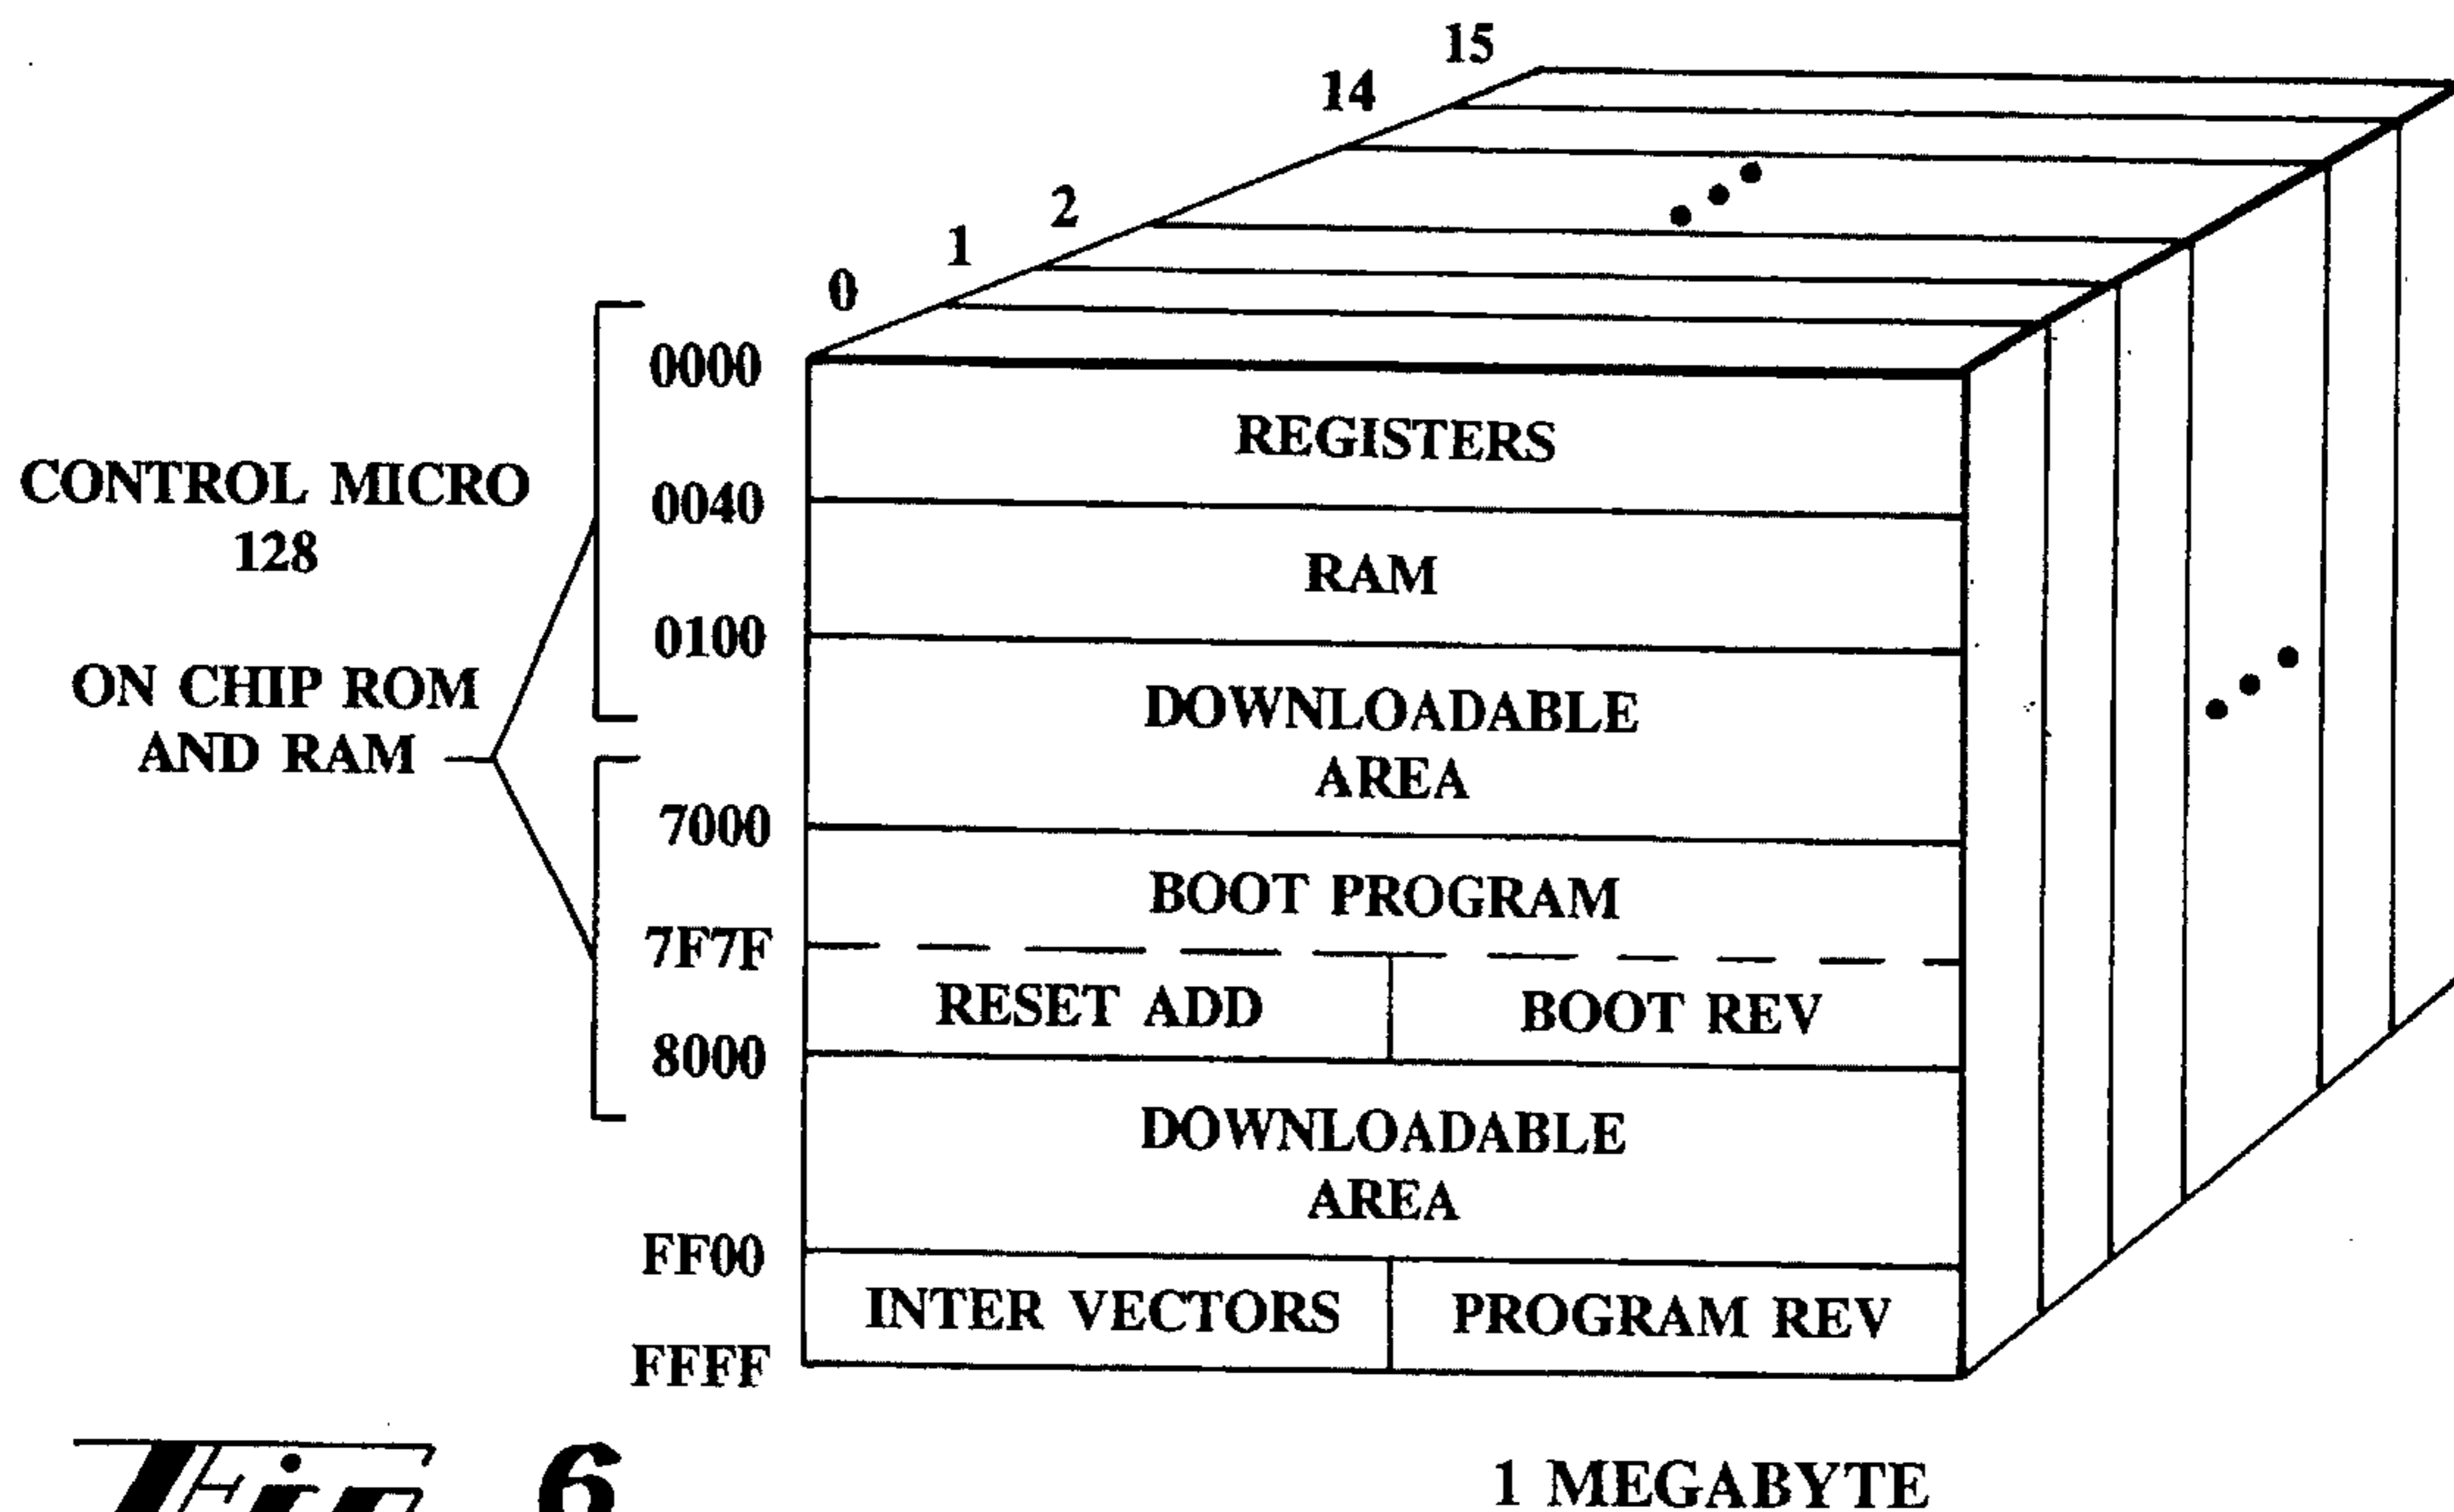 15
14
2
1
0
0000
REGISTERS
CONTROL MICRO
128
0040
RAM
0100
ON CHIP ROM
AND RAM
DOWNLOADABLE
AREA
7000
BOOT PROGRAM
7F7F
RESET ADD BOOT REV
8000
DOWNLOADABLE
AREA
FF00
INTER VECTORS PROGRAM REV
FFFF
Fig 6
1 MEGABYTE